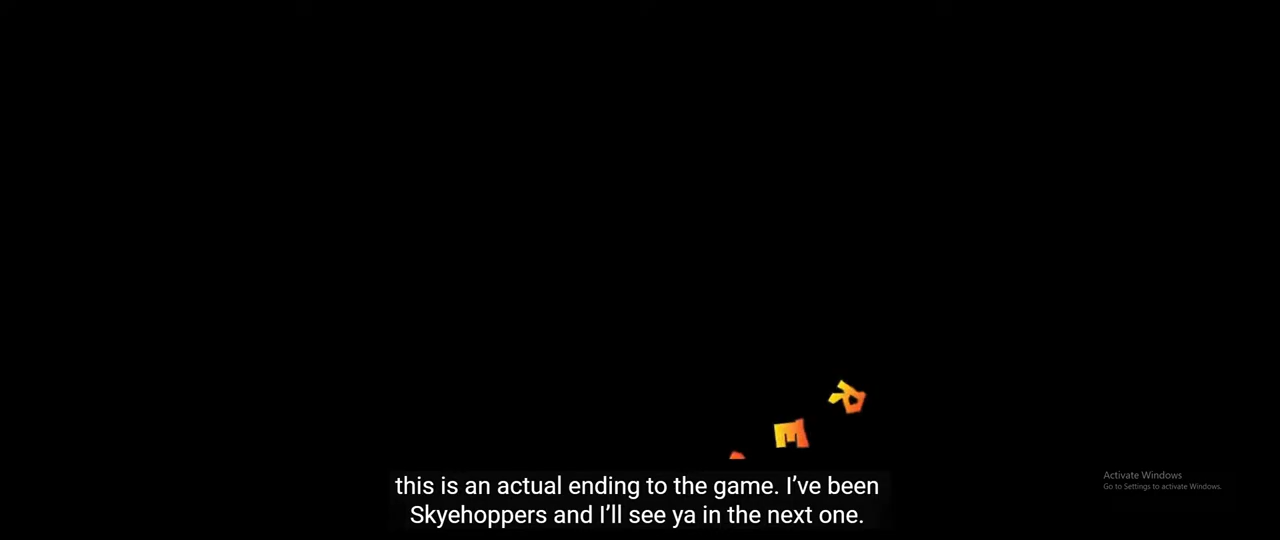 R
E
this is an actual ending to the game. I’ve been
Skyehoppers and I’ll see ya in the next one.
Activate Windows
Go to Settings to activate Windows.